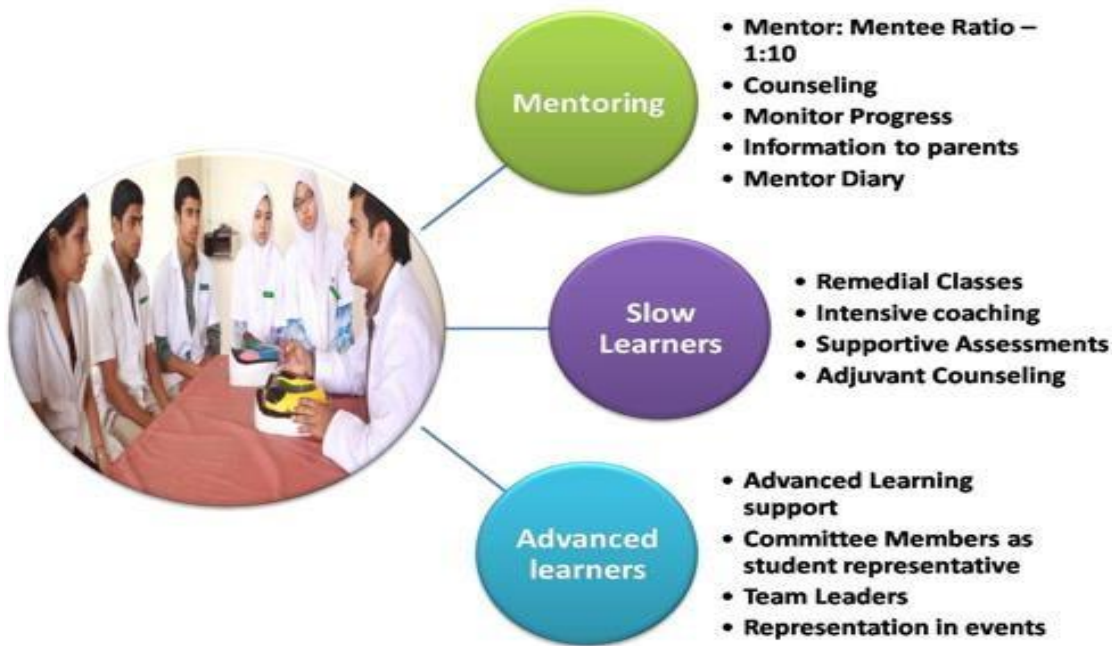 Mentoring
• Mentor: Mentee Ratio –
1:10
• Counseling
• Monitor Progress
• Information to parents
• Mentor Diary
Slow
Learners
• Remedial Classes
• Intensive coaching
• Supportive Assessments
• Adjuvant Counseling
Advanced
learners
• Advanced Learning
support
• Committee Members as
student representative
• Team Leaders
• Representation in events